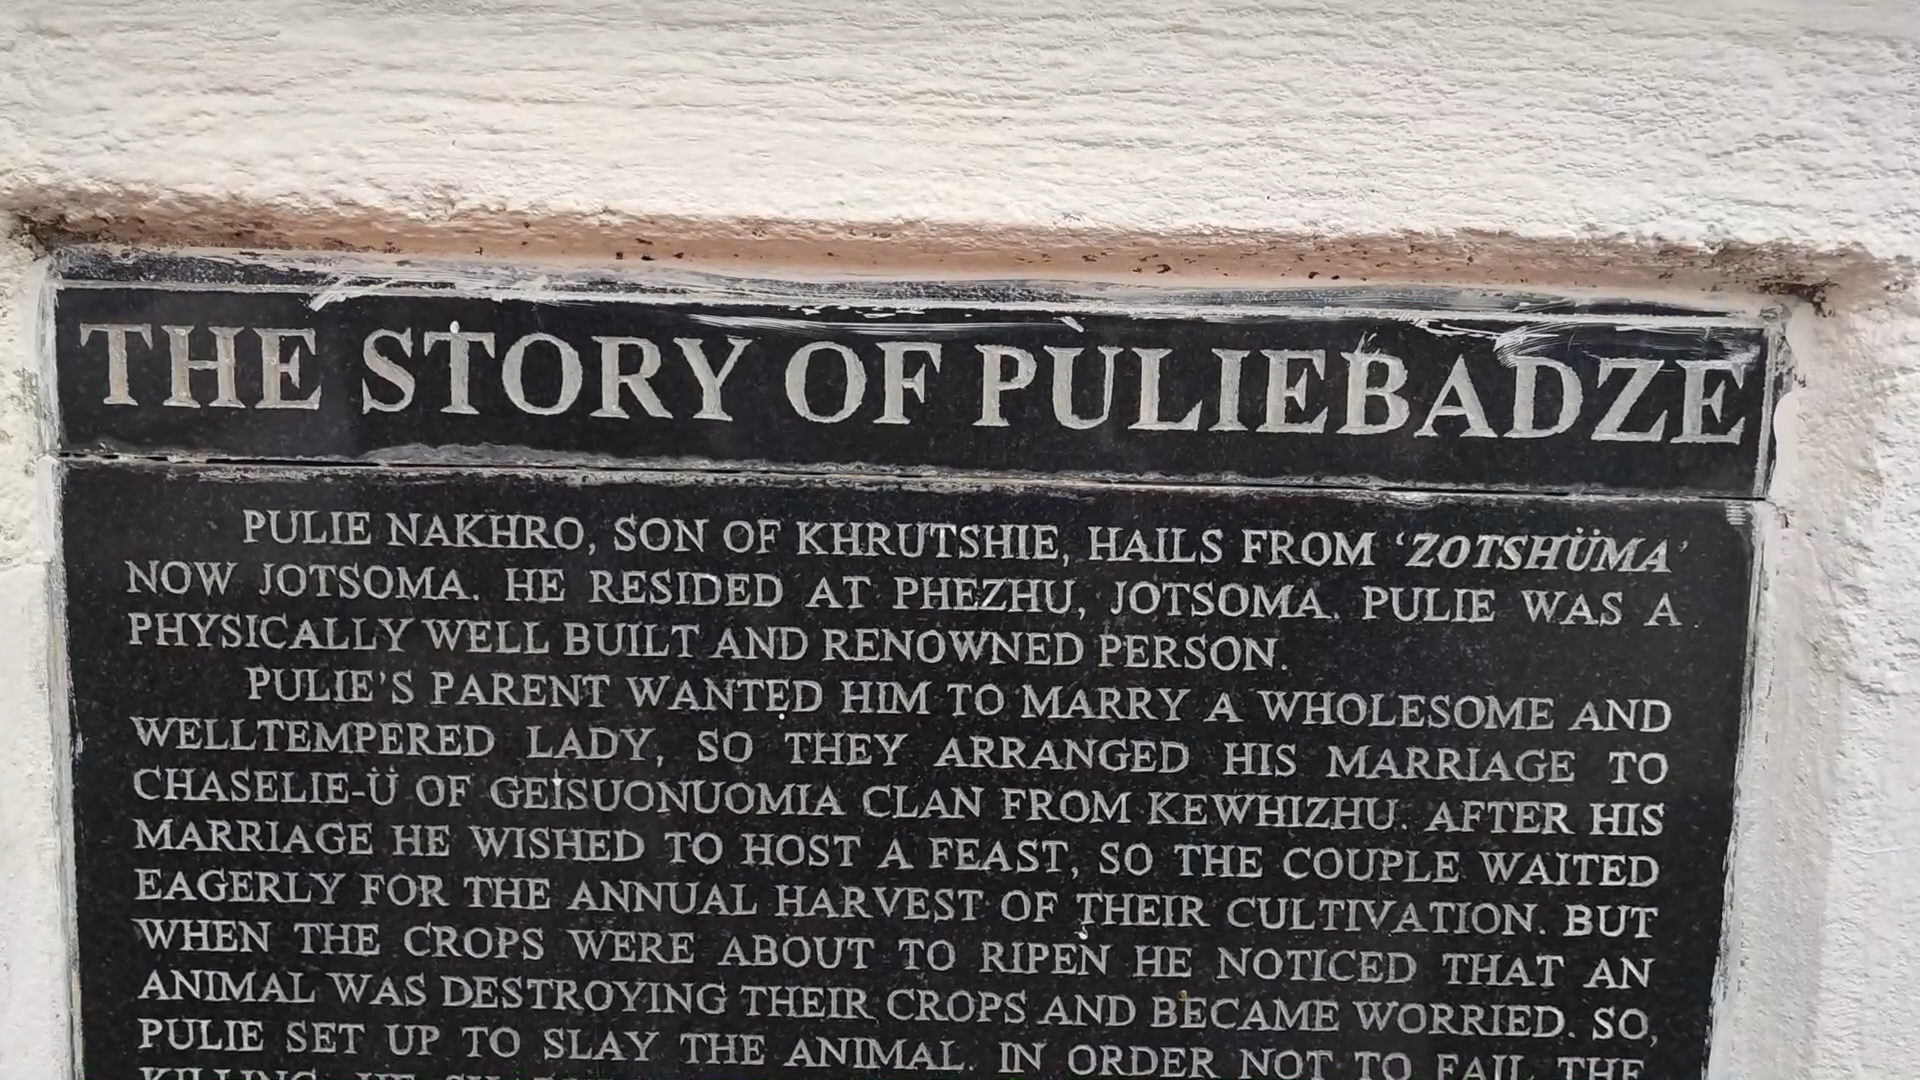 THE STORY OF PULIEBADZE
PULIE NAKHRO, SON OF KHRUTSHIE, HAILS FROM ‘ZOTSHÜMA’
NOW JOTSOMA. HE RESIDED AT PHEZHU, JOTSOMA. PULIE WAS A
PHYSICALLY WELL BUILT AND RENOWNED PERSON.
PULIE'S PARENT WANTED HIM TO MARRY A WHOLESOME AND
WELLTEMPERED LADY, SO THEY ARRANGED HIS MARRIAGE TO
CHASELIE-Ü OF GEISUONUOMIA CLAN FROM KEWHIZHU. AFTER HIS
MARRIAGE HE WISHED TO HOST A FEAST, SO THE COUPLE WAITED
EAGERLY FOR THE ANNUAL HARVEST OF THEIR CULTIVATION. BUT
WHEN THE CROPS WERE ABOUT TO RIPEN HE NOTICED THAT AN
ANIMAL WAS DESTROYING THEIR CROPS AND BECAME WORRIED. SO,
PULIE SET UP TO SLAY THE ANIMAL. IN ORDER NOT TO FAIL THE
KILLING, HE